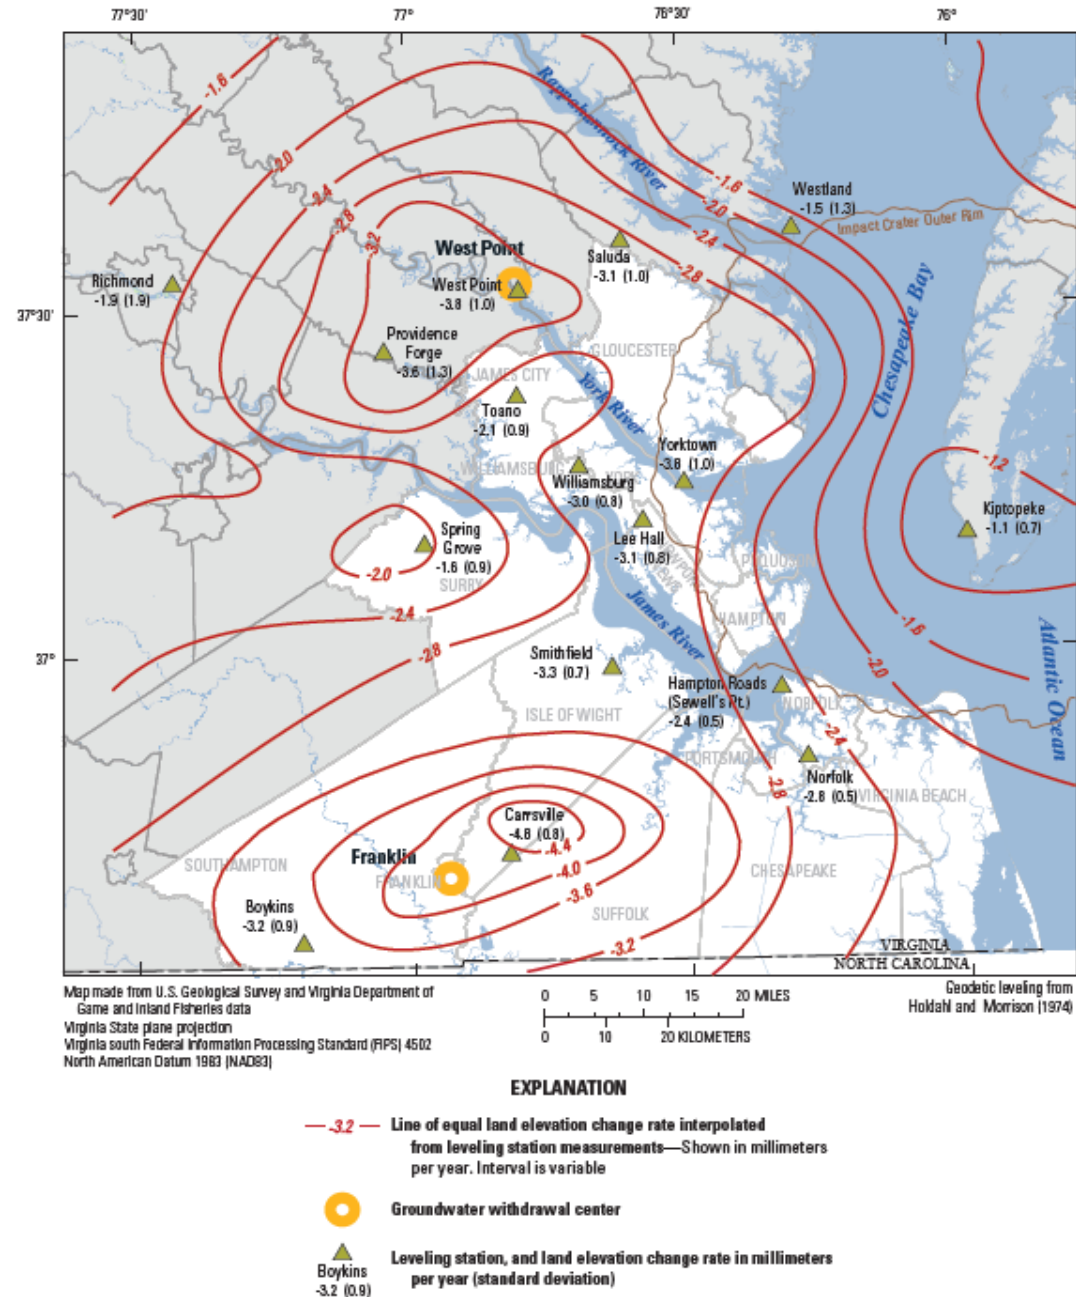 77°30'
77°
76°30'
76°
-1.6
-2.0
-2.4
-2.8
-3.2
Rappahannock River
-1.6
-2.0
-2.4
-2.8
Westland
-1.5 (1.3)
Impact Crater Outer Rim
West Point
Saluda
-3.1 (1.0)
Richmond
-1.9 (1.9)
West Point
-3.8 (1.0)
37°30'
Providence
Forge
-3.6 (1.3)
GLOUCESTER
Chesapeake Bay
JAMES CITY
York River
Toano
-2.1 (0.9)
Yorktown
-3.8 (1.0)
WILLIAMSBURG
YORK
Williamsburg
-3.0 (0.8)
-1.2
Kiptopeke
-1.1 (0.7)
Spring
Grove
-1.6 (0.9)
Lee Hall
-3.1 (0.8)
NEWPORT
NEWS
POQUOSON
-2.0
SURRY
-2.4
James River
HAMPTON
-1.6
Atlantic Ocean
-2.8
37°
Smithfield
-3.3 (0.7)
-2.0
Hampton Roads
(Sewell's Pt.)
-2.4 (0.5)
NORFOLK
ISLE OF WIGHT
-2.4
PORTSMOUTH
Norfolk
-2.8 (0.5)
-2.8
VIRGINIA BEACH
Carrsville
-4.8 (0.8)
-4.4
Franklin
-4.0
SOUTHAMPTON
FRANKLIN
CHESAPEAKE
-3.6
Boykins
-3.2 (0.9)
SUFFOLK
-3.2
VIRGINIA
NORTH CAROLINA
Map made from U.S. Geological Survey and Virginia Department of
Game and Inland Fisheries data
Virginia State plane projection
Virginia south Federal Information Processing Standard (FIPS) 4502
North American Datum 1983 (NAD83)
0 5 10 15 20 MILES
0 10 20 KILOMETERS
Geodetic leveling from
Holdahl and Morrison (1974)
EXPLANATION
-3.2 Line of equal land elevation change rate interpolated
from leveling station measurements—Shown in millimeters
per year. Interval is variable
Groundwater withdrawal center
Boykins
-3.2 (0.9)
Leveling station, and land elevation change rate in millimeters
per year (standard deviation)